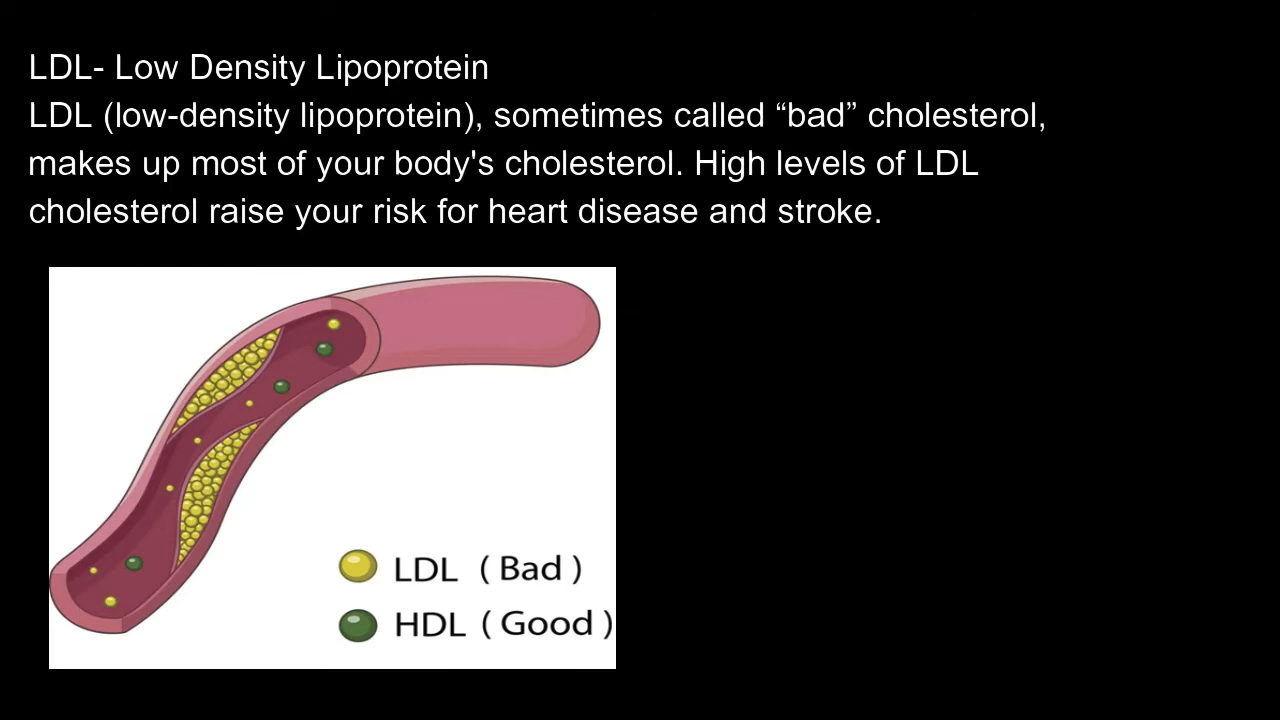 LDL- Low Density Lipoprotein
LDL (low-density lipoprotein), sometimes called “bad” cholesterol,
makes up most of your body's cholesterol. High levels of LDL
cholesterol raise your risk for heart disease and stroke.
LDL ( Bad )
HDL ( Good )